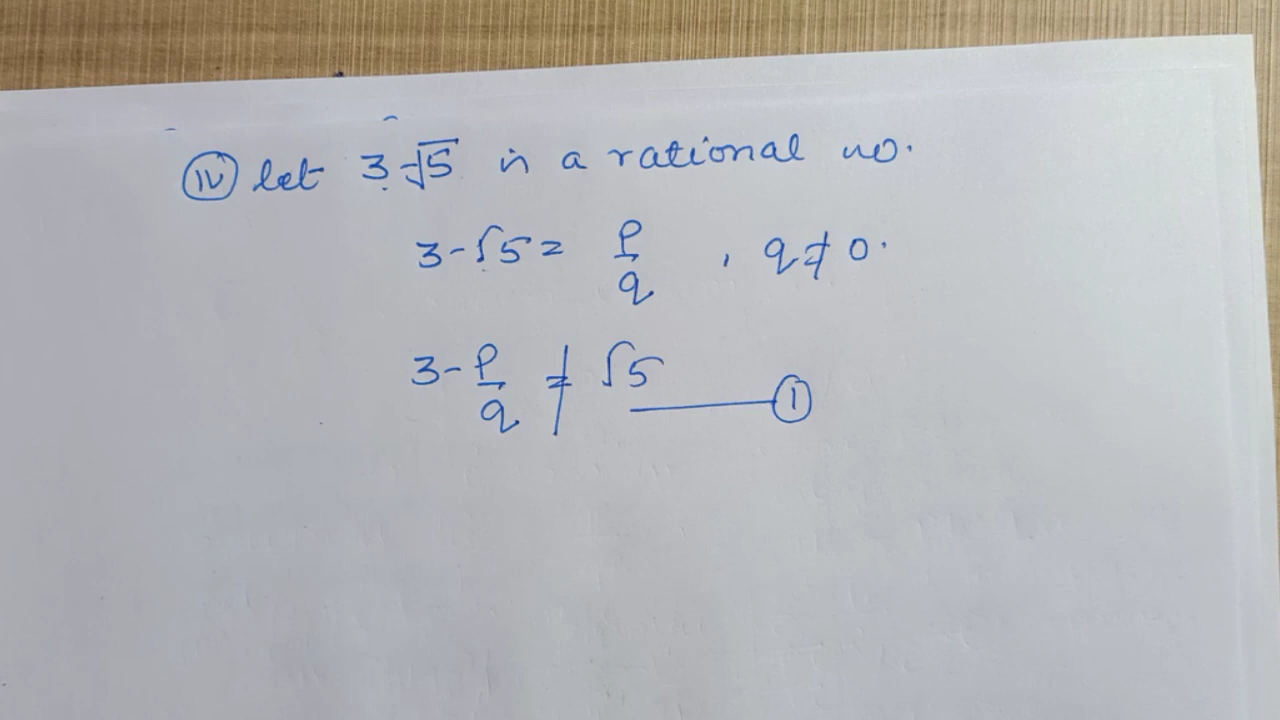 (iv) let 3-√5 is a rational no.
3-√5 = p/q , q ≠ 0.
3 - p/q ≠ √5 ——— (1)